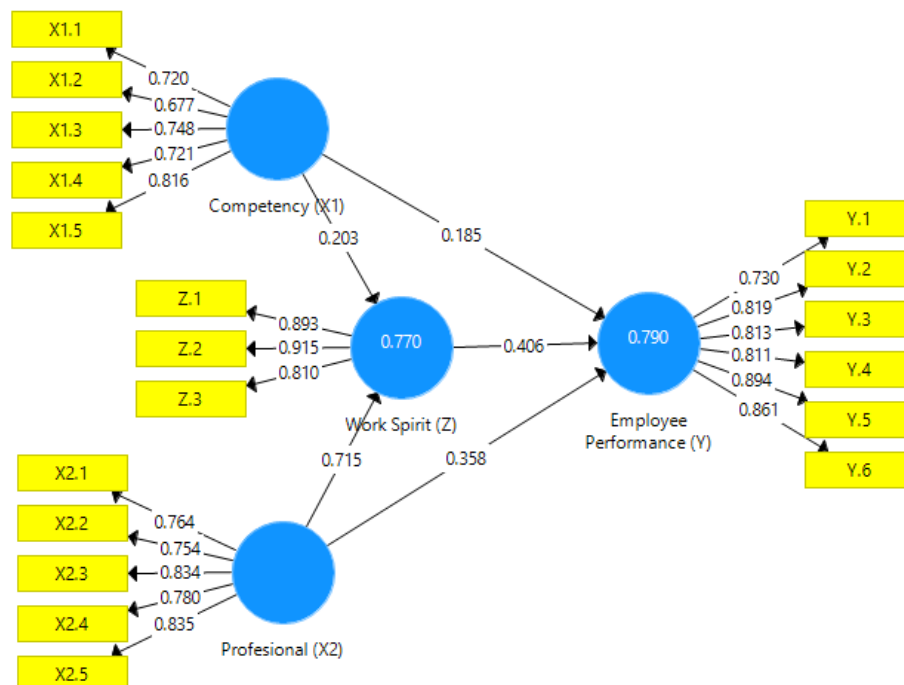 X1.1
X1.2
X1.3
X1.4
X1.5
0.720
0.677
0.748
0.721
0.816
Competency (X1)
0.203
0.185
Z.1
Z.2
Z.3
0.893
0.915
0.810
0.770
Work Spirit (Z)
0.406
0.790
Employee
Performance (Y)
0.715
0.358
Y.1
Y.2
Y.3
Y.4
Y.5
Y.6
0.730
0.819
0.813
0.811
0.894
0.861
X2.1
X2.2
X2.3
X2.4
X2.5
0.764
0.754
0.834
0.780
0.835
Profesional (X2)